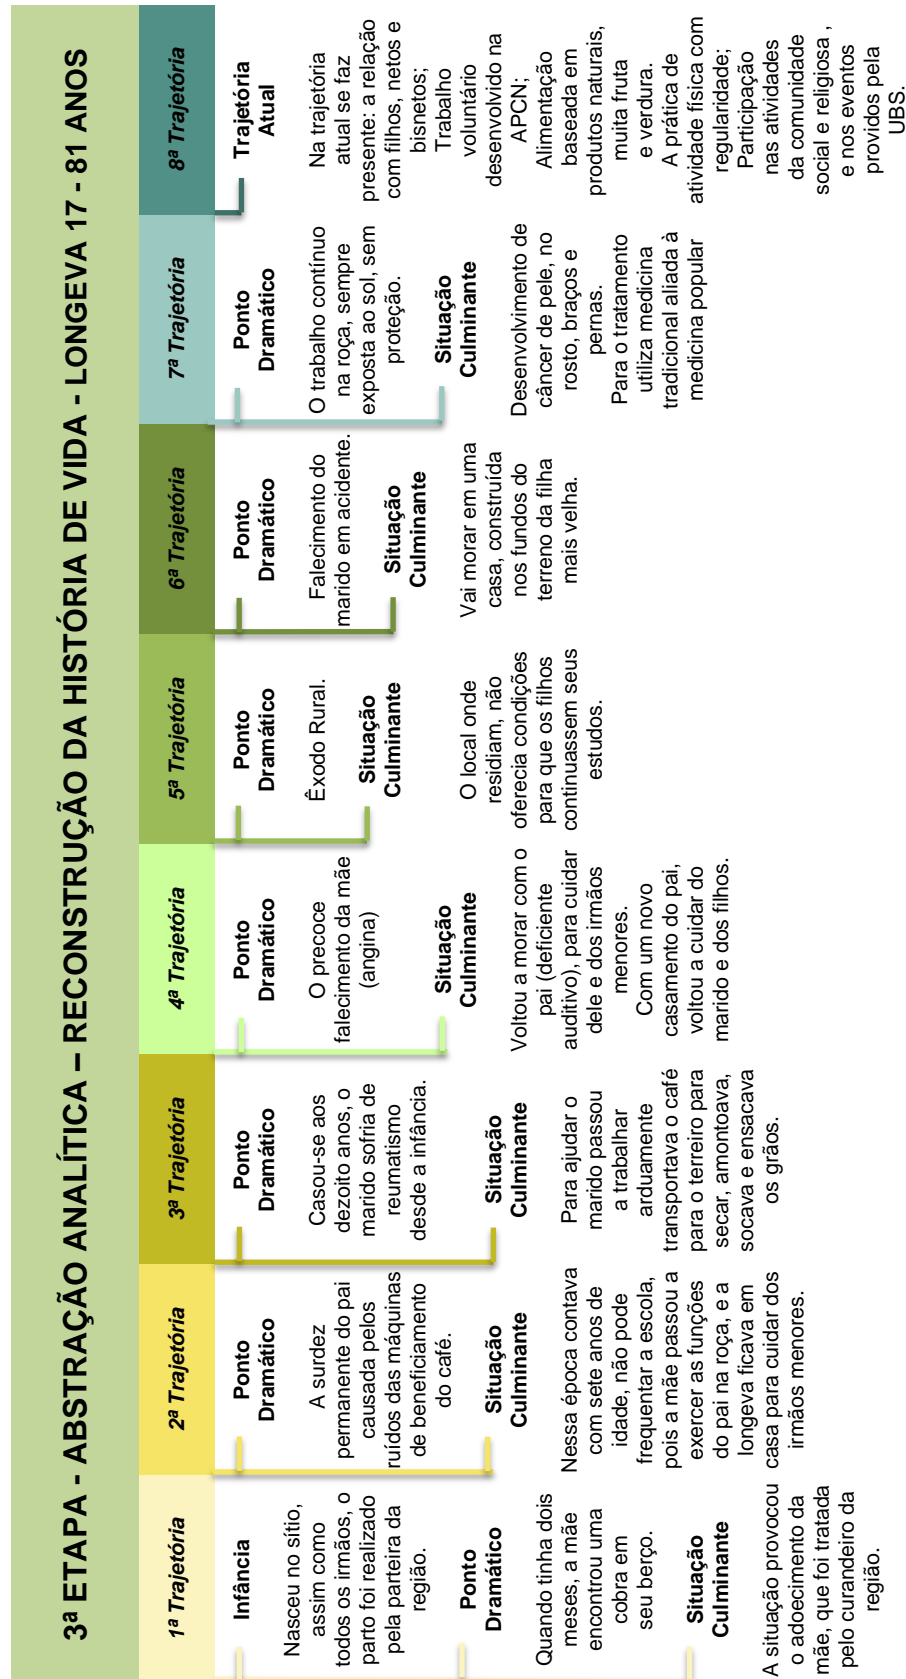 3ª ETAPA - ABSTRAÇÃO ANALÍTICA – RECONSTRUÇÃO DA HISTÓRIA DE VIDA - LONGEVA 17 - 81 ANOS
1ª Trajetória
Infância
Nasceu no sítio,
assim como
todos os irmãos, o
parto foi realizado
pela parteira da
região.
Ponto
Dramático
Quando tinha dois
meses, a mãe
encontrou uma
cobra em
seu berço.
Situação
Culminante
A situação provocou
o adoecimento da
mãe, que foi tratada
pelo curandeiro da
região.
2ª Trajetória
Ponto
Dramático
A surdez
permanente do pai
causada pelos
ruídos das máquinas
de beneficiamento
do café.
Situação
Culminante
Nessa época contava
com sete anos de
idade, não pode
frequentar a escola,
pois a mãe passou a
exercer as funções
do pai na roça, e a
longeva ficava em
casa para cuidar dos
irmãos menores.
3ª Trajetória
Ponto
Dramático
Casou-se aos
dezoito anos, o
marido sofria de
reumatismo
desde a infância.
Situação
Culminante
Para ajudar o
marido passou
a trabalhar
arduamente
transportava o café
para o terreiro para
secar, amontoava,
socava e ensacava
os grãos.
4ª Trajetória
Ponto
Dramático
O precoce
falecimento da mãe
(angina)
Situação
Culminante
Voltou a morar com o
pai (deficiente
auditivo), para cuidar
dele e dos irmãos
menores.
Com um novo
casamento do pai,
voltou a cuidar do
marido e dos filhos.
5ª Trajetória
Ponto
Dramático
Êxodo Rural.
Situação
Culminante
O local onde
residiam, não
oferecia condições
para que os filhos
continuassem seus
estudos.
6ª Trajetória
Ponto
Dramático
Falecimento do
marido em acidente.
Situação
Culminante
Vai morar em uma
casa, construída
nos fundos do
terreno da filha
mais velha.
7ª Trajetória
Ponto
Dramático
O trabalho contínuo
na roça, sempre
exposta ao sol, sem
proteção.
Situação
Culminante
Desenvolvimento de
câncer de pele, no
rosto, braços e
pernas.
Para o tratamento
utiliza medicina
tradicional aliada à
medicina popular
8ª Trajetória
Trajetória
Atual
Na trajetória
atual se faz
presente: a relação
com filhos, netos e
bisnetos;
Trabalho
voluntário
desenvolvido na
APCN;
Alimentação
baseada em
produtos naturais,
muita fruta
e verdura.
A prática de
atividade física com
regularidade;
Participação
nas atividades
da comunidade
social e religiosa ,
e nos eventos
providos pela
UBS.